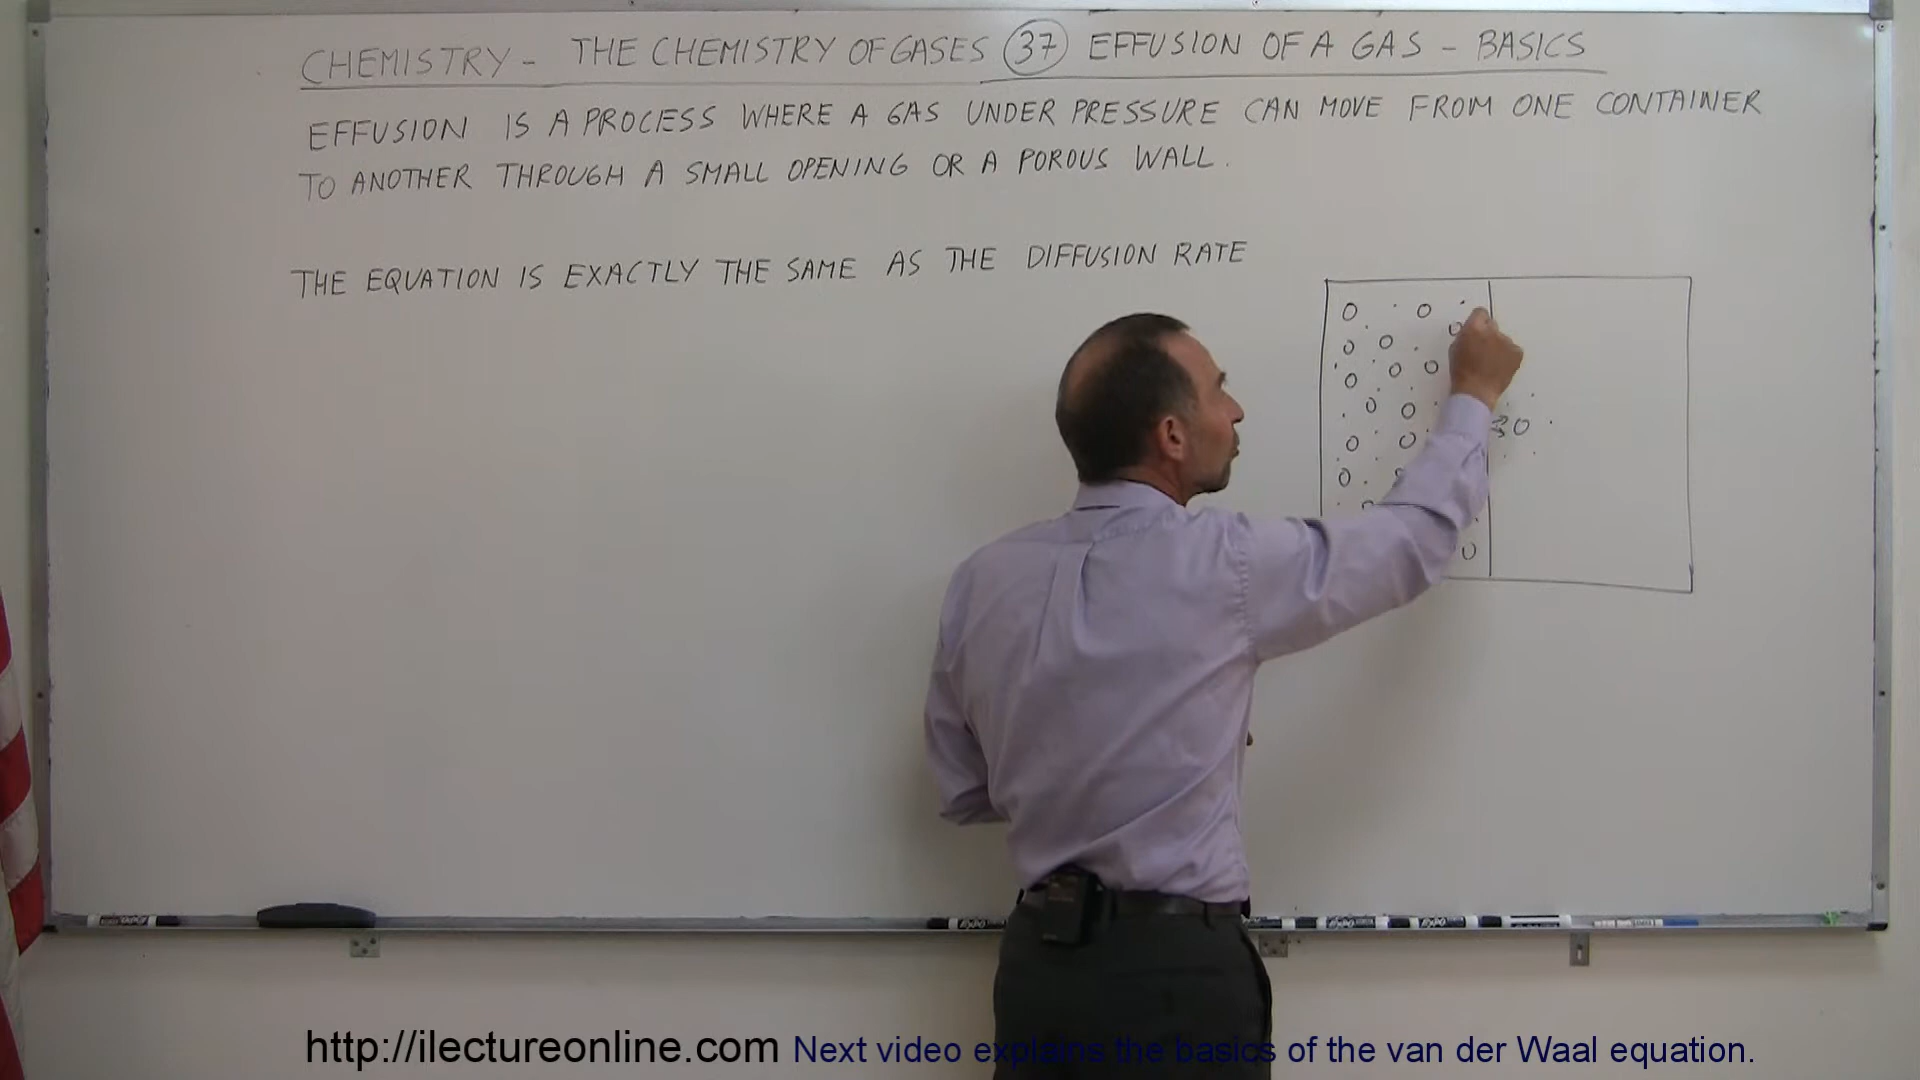 CHEMISTRY - THE CHEMISTRY OF GASES 37 EFFUSION OF A GAS - BASICS
EFFUSION IS A PROCESS WHERE A GAS UNDER PRESSURE CAN MOVE FROM ONE CONTAINER
TO ANOTHER THROUGH A SMALL OPENING OR A POROUS WALL.
THE EQUATION IS EXACTLY THE SAME AS THE DIFFUSION RATE
http://ilectureonline.com Next video explains the basics of the van der Waal equation.